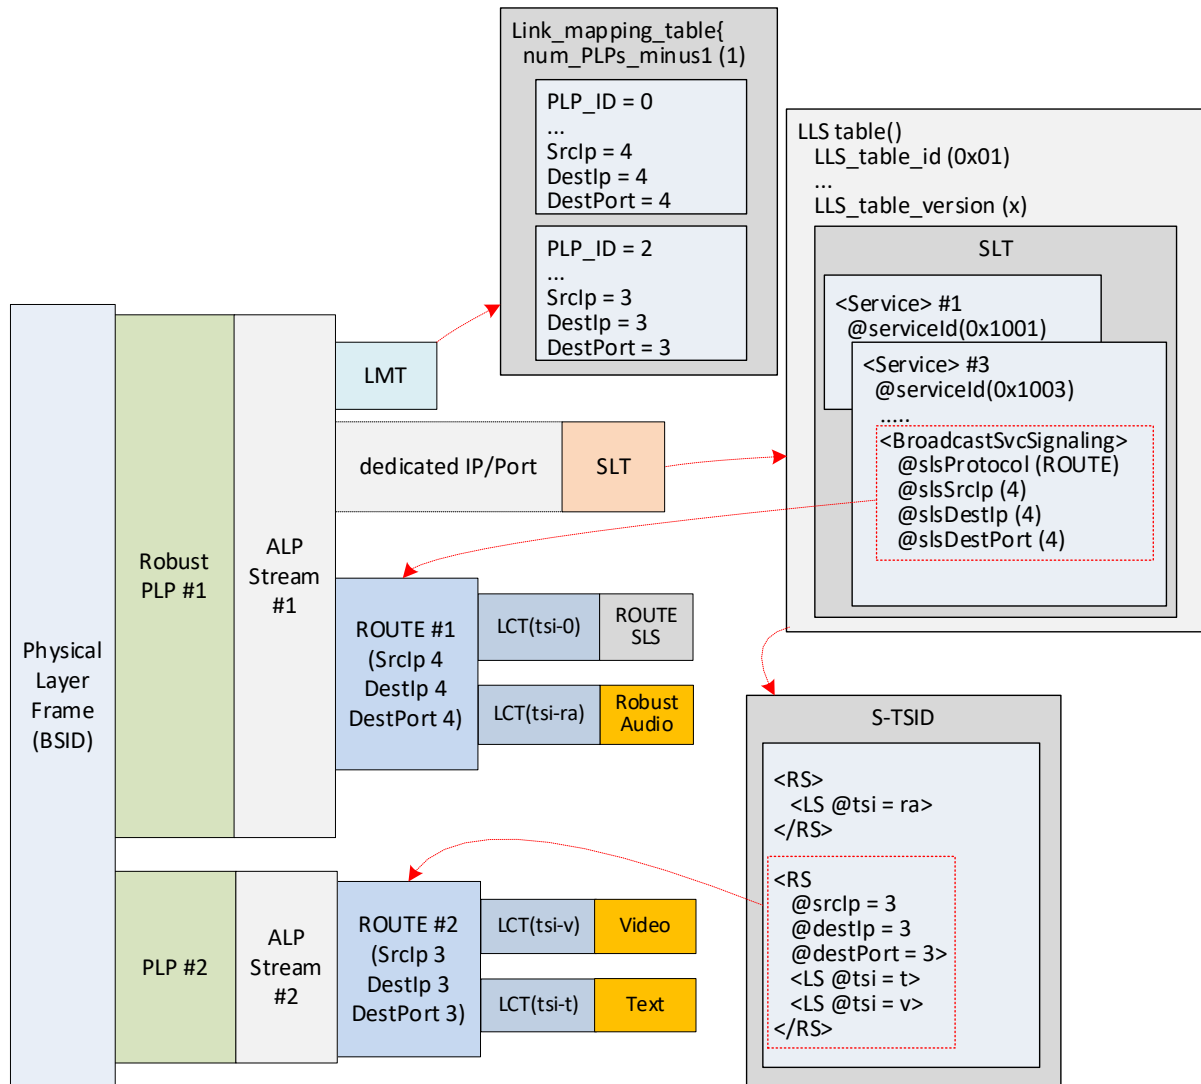 Link_mapping_table{
num_PLPs_minus1 (1)
PLP_ID = 0
...
SrcIp = 4
DestIp = 4
DestPort = 4
PLP_ID = 2
...
SrcIp = 3
DestIp = 3
DestPort = 3
LLS table()
LLS_table_id (0x01)
...
LLS_table_version (x)
SLT
<Service> #1
@serviceId(0x1001)
<Service> #3
@serviceId(0x1003)
.....
<BroadcastSvcSignaling>
@slsProtocol (ROUTE)
@slsSrcIp (4)
@slsDestIp (4)
@slsDestPort (4)
Physical
Layer
Frame
(BSID)
Robust
PLP #1
ALP
Stream
#1
LMT
dedicated IP/Port
SLT
ROUTE #1
(SrcIp 4
DestIp 4
DestPort 4)
LCT(tsi-0)
ROUTE
SLS
LCT(tsi-ra)
Robust
Audio
PLP #2
ALP
Stream
#2
ROUTE #2
(SrcIp 3
DestIp 3
DestPort 3)
LCT(tsi-v)
Video
LCT(tsi-t)
Text
S-TSID
<RS>
<LS @tsi = ra>
</RS>
<RS
@srcIp = 3
@destIp = 3
@destPort = 3>
<LS @tsi = t>
<LS @tsi = v>
</RS>